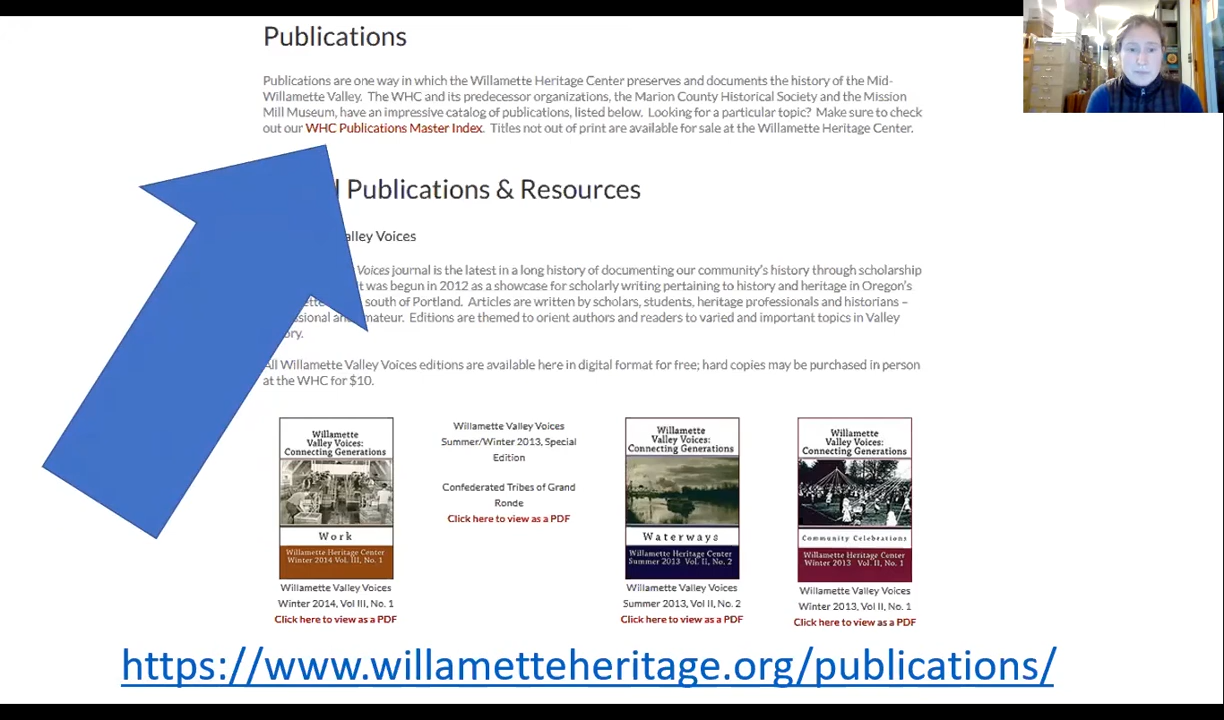 Publications
Publications are one way in which the Willamette Heritage Center preserves and documents the history of the Mid-
Willamette Valley. The WHC and its predecessor organizations, the Marion County Historical Society and the Mission
Mill Museum, have an impressive catalog of publications, listed below. Looking for a particular topic? Make sure to check
out our WHC Publications Master Index. Titles not out of print are available for sale at the Willamette Heritage Center.
Publications & Resources
alley Voices
Voices journal is the latest in a long history of documenting our community's history through scholarship
t was begun in 2012 as a showcase for scholarly writing pertaining to history and heritage in Oregon's
south of Portland. Articles are written by scholars, students, heritage professionals and historians –
ssional and amateur. Editions are themed to orient authors and readers to varied and important topics in Valley
ory.
All Willamette Valley Voices editions are available here in digital format for free; hard copies may be purchased in person
at the WHC for $10.
Willamette
Valley Voices:
Connecting Generations
Work
Willamette Heritage Center
Winter 2014 Vol. III, No. 1
Willamette Valley Voices
Winter 2014, Vol III, No. 1
Click here to view as a PDF
Willamette Valley Voices
Summer/Winter 2013, Special
Edition
Confederated Tribes of Grand
Ronde
Click here to view as a PDF
Willamette
Valley Voices:
Connecting Generations
Waterways
Willamette Heritage Center
Summer 2013 Vol. II, No. 2
Willamette Valley Voices
Summer 2013, Vol II, No. 2
Click here to view as a PDF
Willamette
Valley Voices:
Connecting Generations
Community Celebrations
Willamette Heritage Center
Winter 2013 Vol. II, No. 1
Willamette Valley Voices
Winter 2013, Vol II, No. 1
Click here to view as a PDF
https://www.willametteheritage.org/publications/